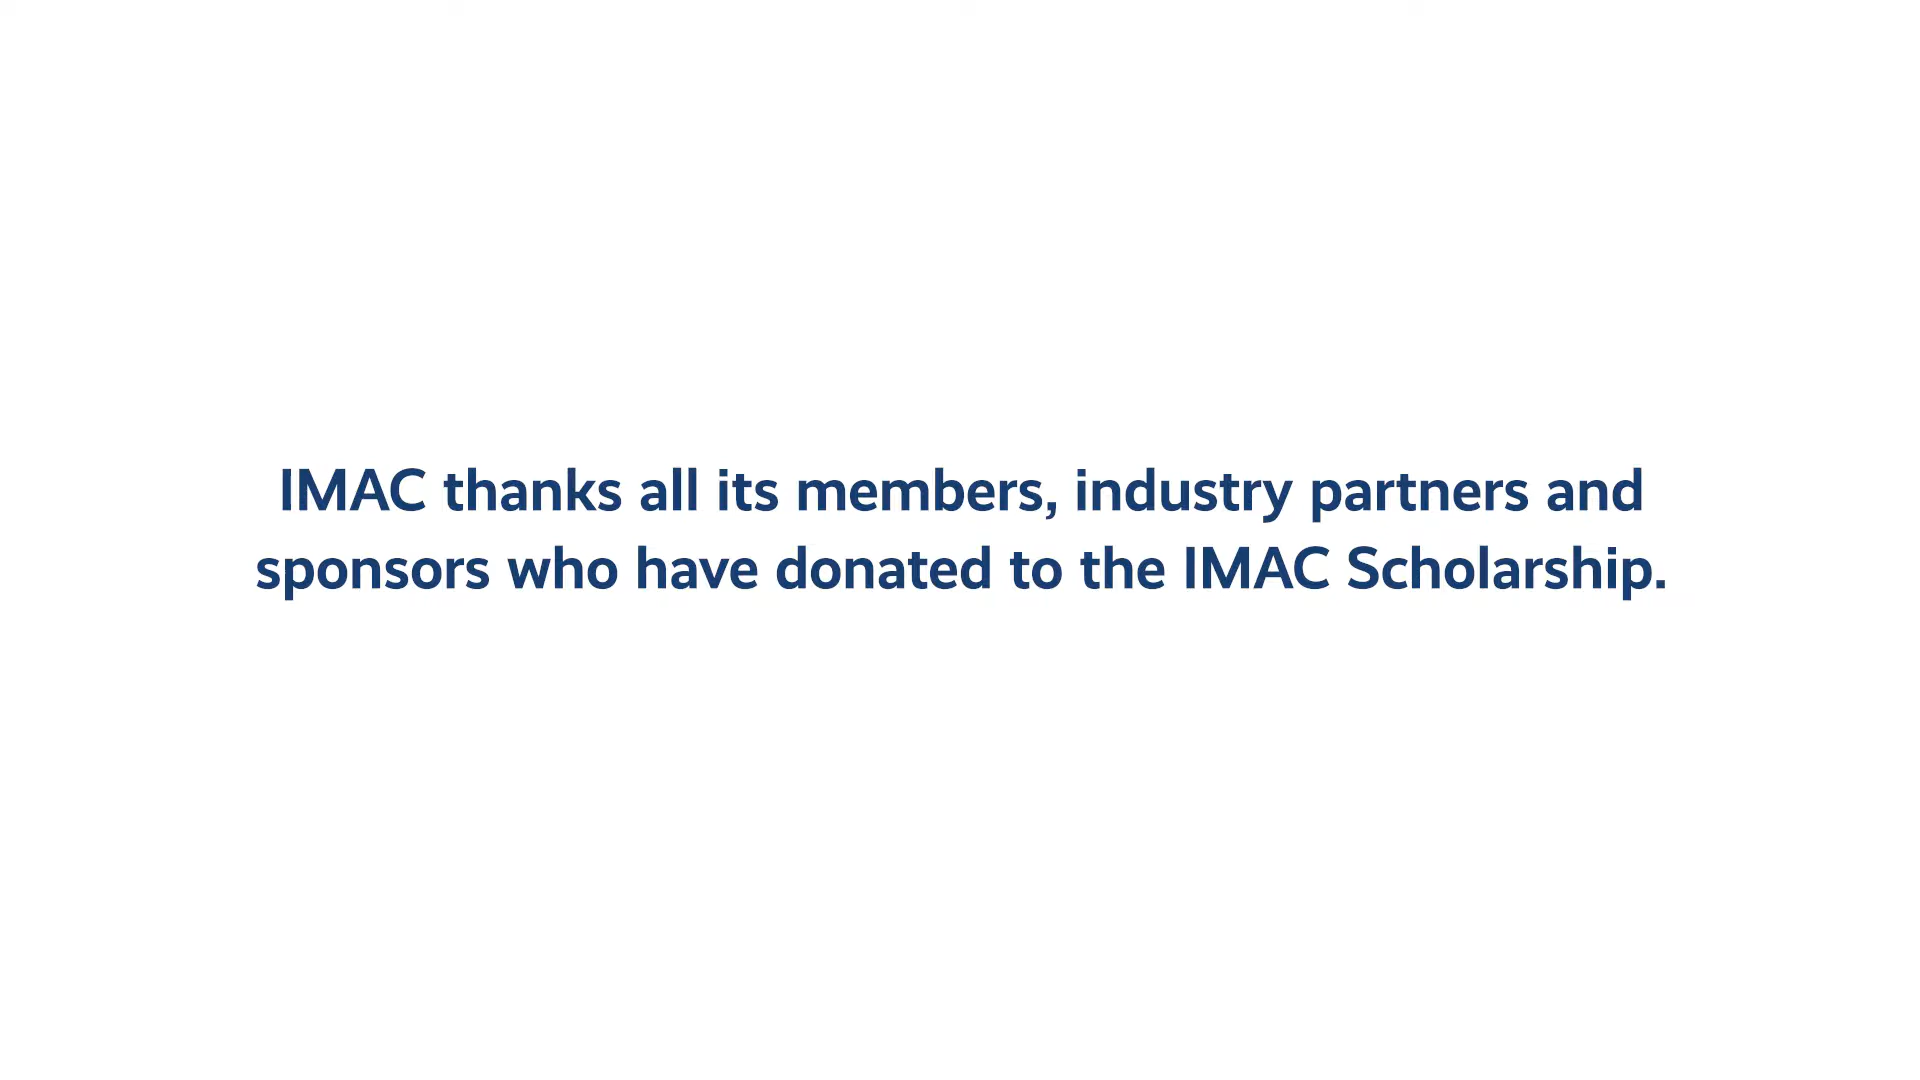 IMAC thanks all its members, industry partners and
sponsors who have donated to the IMAC Scholarship.